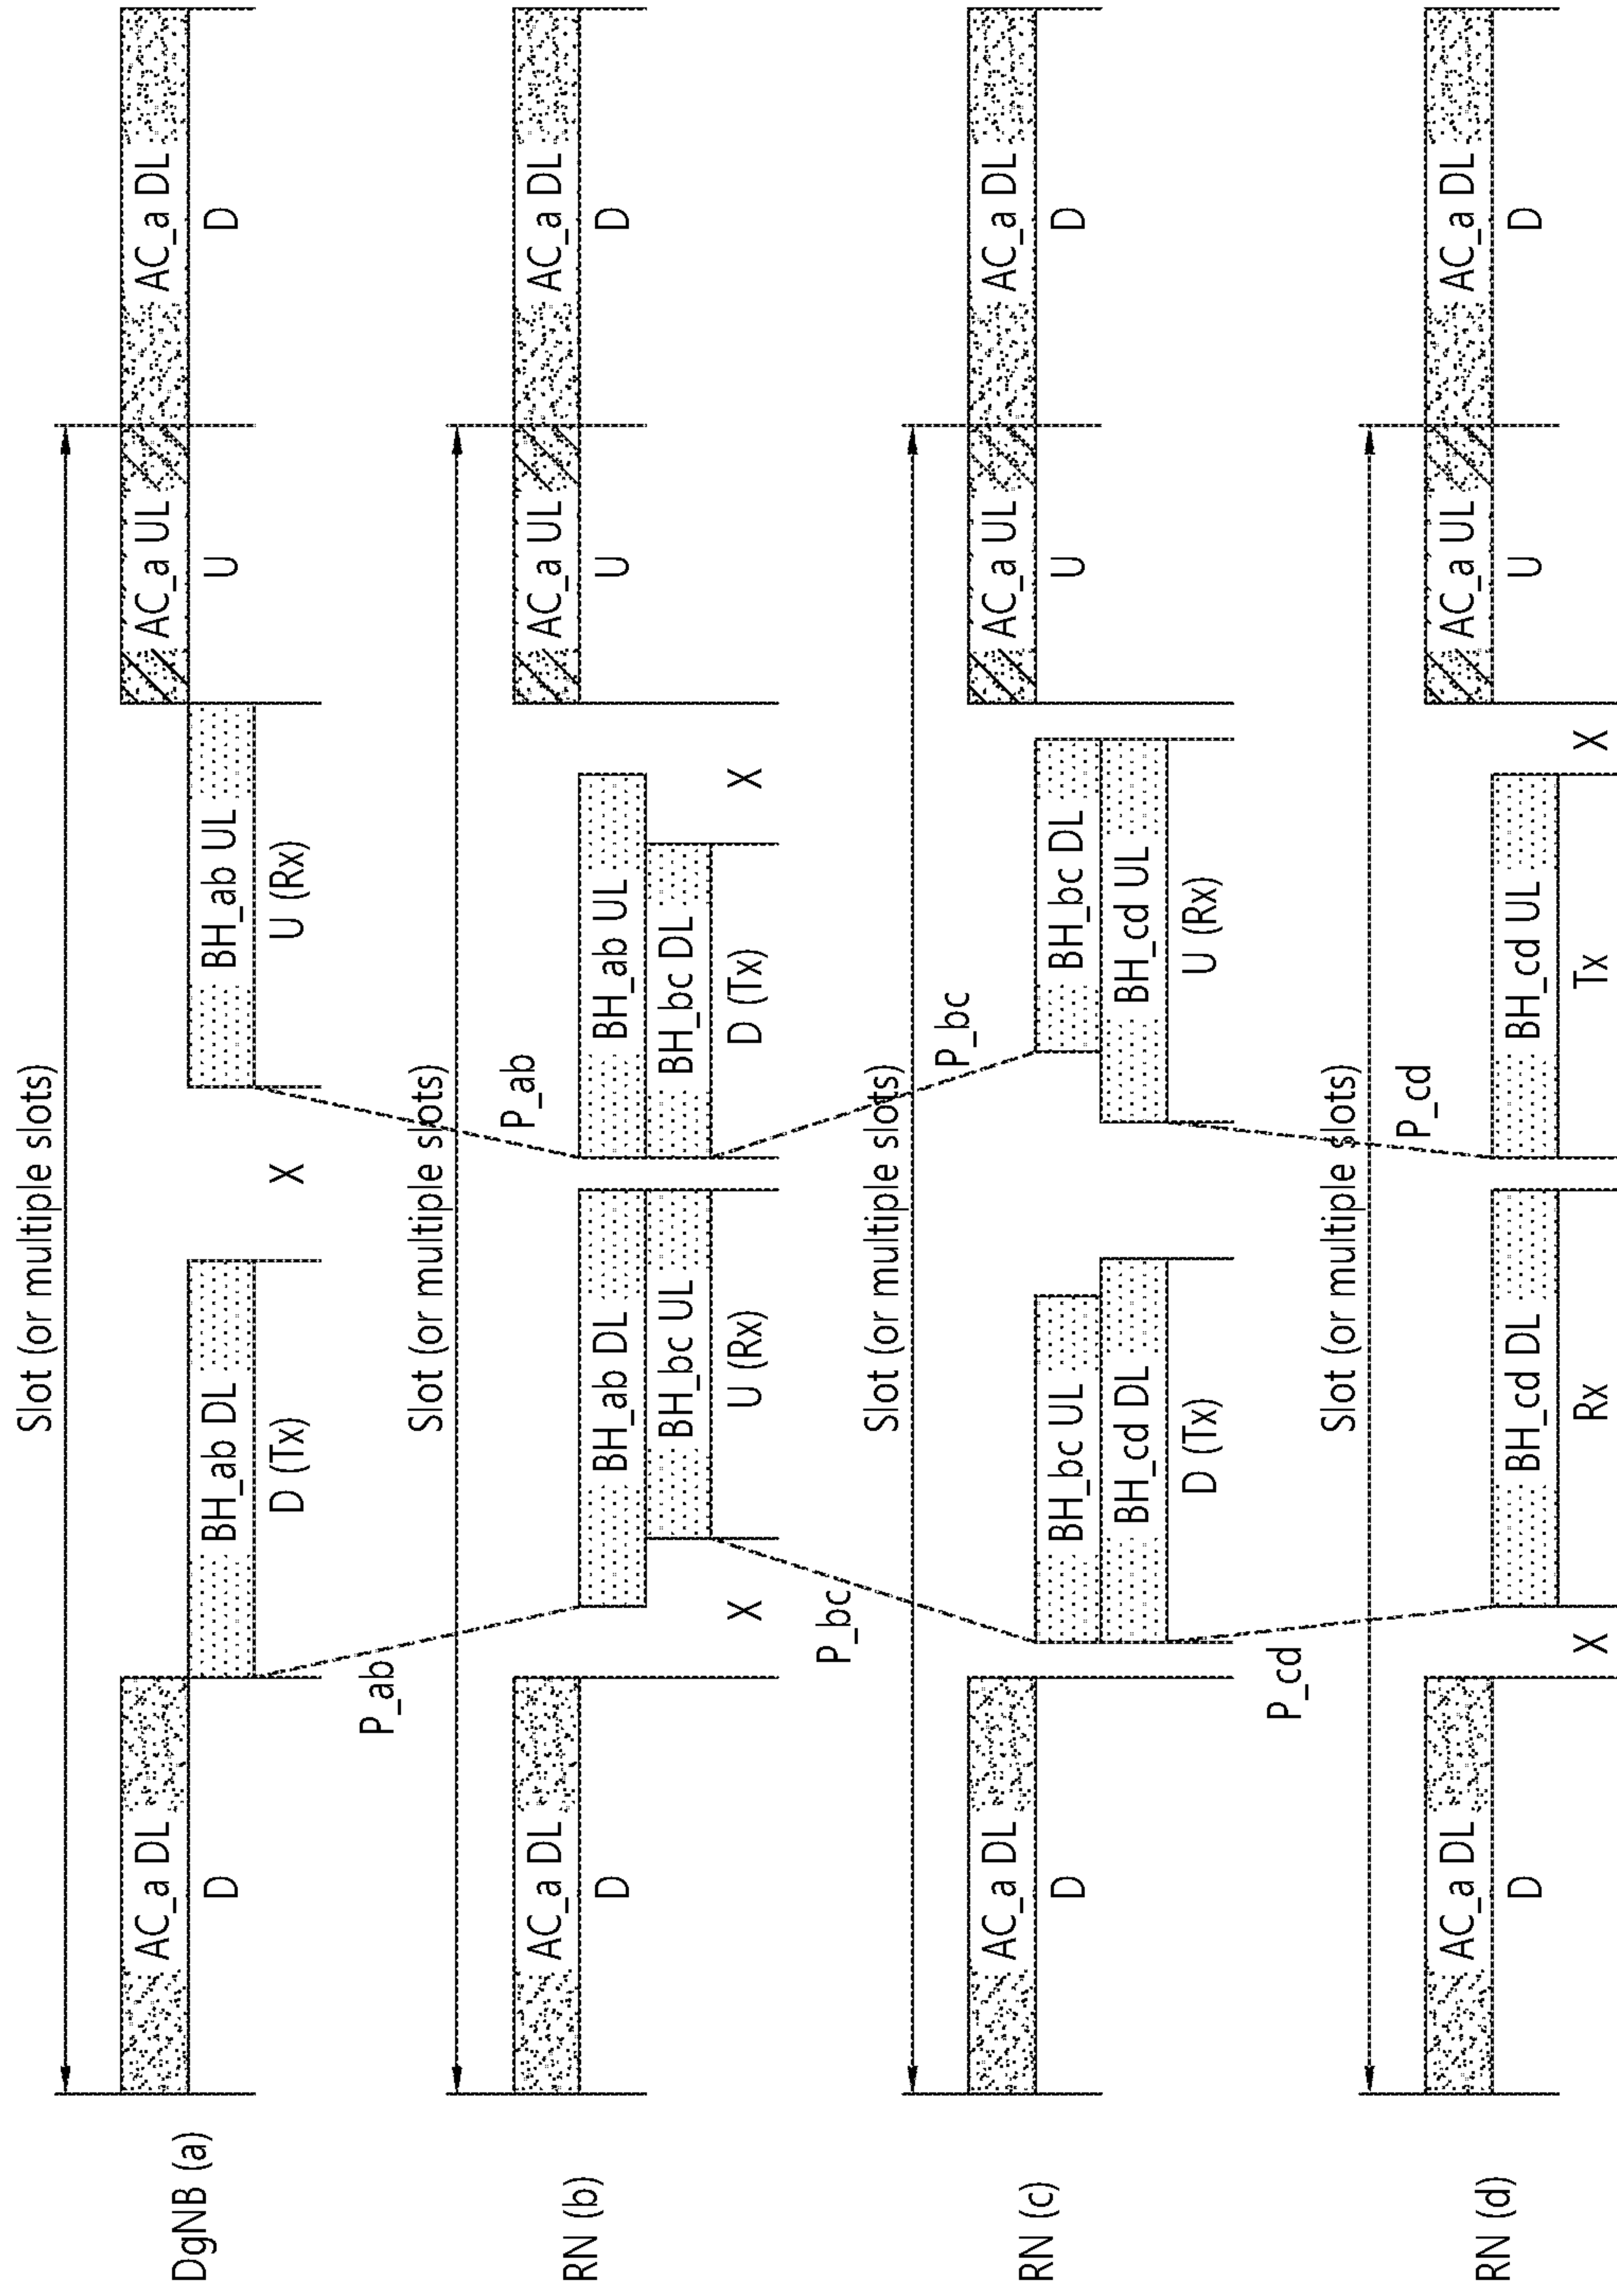 Slot (or multiple slots)
DgNB (a)
AC_a DL
AC_a UL
AC_a DL
D
BH_ab DL
BH_ab UL
U
D
D (Tx)
X
U (Rx)
P_ab
Slot (or multiple slots)
P_ab
RN (b)
AC_a DL
AC_a UL
AC_a DL
D
BH_ab DL
BH_ab UL
U
D
BH_bc UL
BH_bc DL
X
U (Rx)
D (Tx)
X
P_bc
Slot (or multiple slots)
P_bc
RN (c)
AC_a DL
AC_a UL
AC_a DL
D
BH_bc UL
BH_bc DL
U
D
BH_cd DL
BH_cd UL
D (Tx)
U (Rx)
P_cd
Slot (or multiple slots)
P_cd
RN (d)
AC_a DL
AC_a UL
AC_a DL
D
BH_cd DL
BH_cd UL
U
D
X
Rx
Tx
X